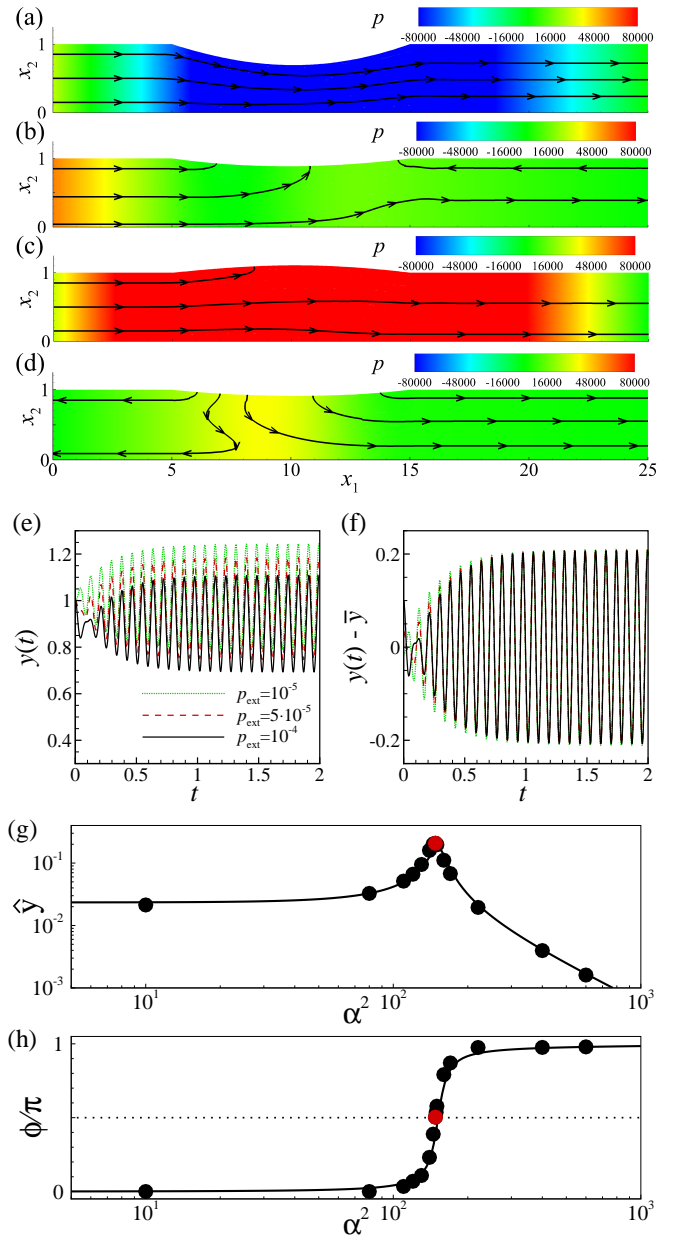 (a) p
-80000 -48000 -16000 16000 48000 80000
1
x2
0
(b) p
-80000 -48000 -16000 16000 48000 80000
1
x2
0
(c) p
-80000 -48000 -16000 16000 48000 80000
1
x2
0
(d) p
-80000 -48000 -16000 16000 48000 80000
1
x2
0
0 5 10 15 20 25
x1
(e)
1.2
1
0.8
0.6
0.4
y(t)
pext=10-5
pext=5·10-5
pext=10-4
0 0.5 1 1.5 2
t
(f)
0.2
0
-0.2
y(t) - y̅
0 0.5 1 1.5 2
t
(g)
10-1
10-2
10-3
ŷ
101 102 103
α2
(h)
1
0
ϕ/π
101 102 103
α2